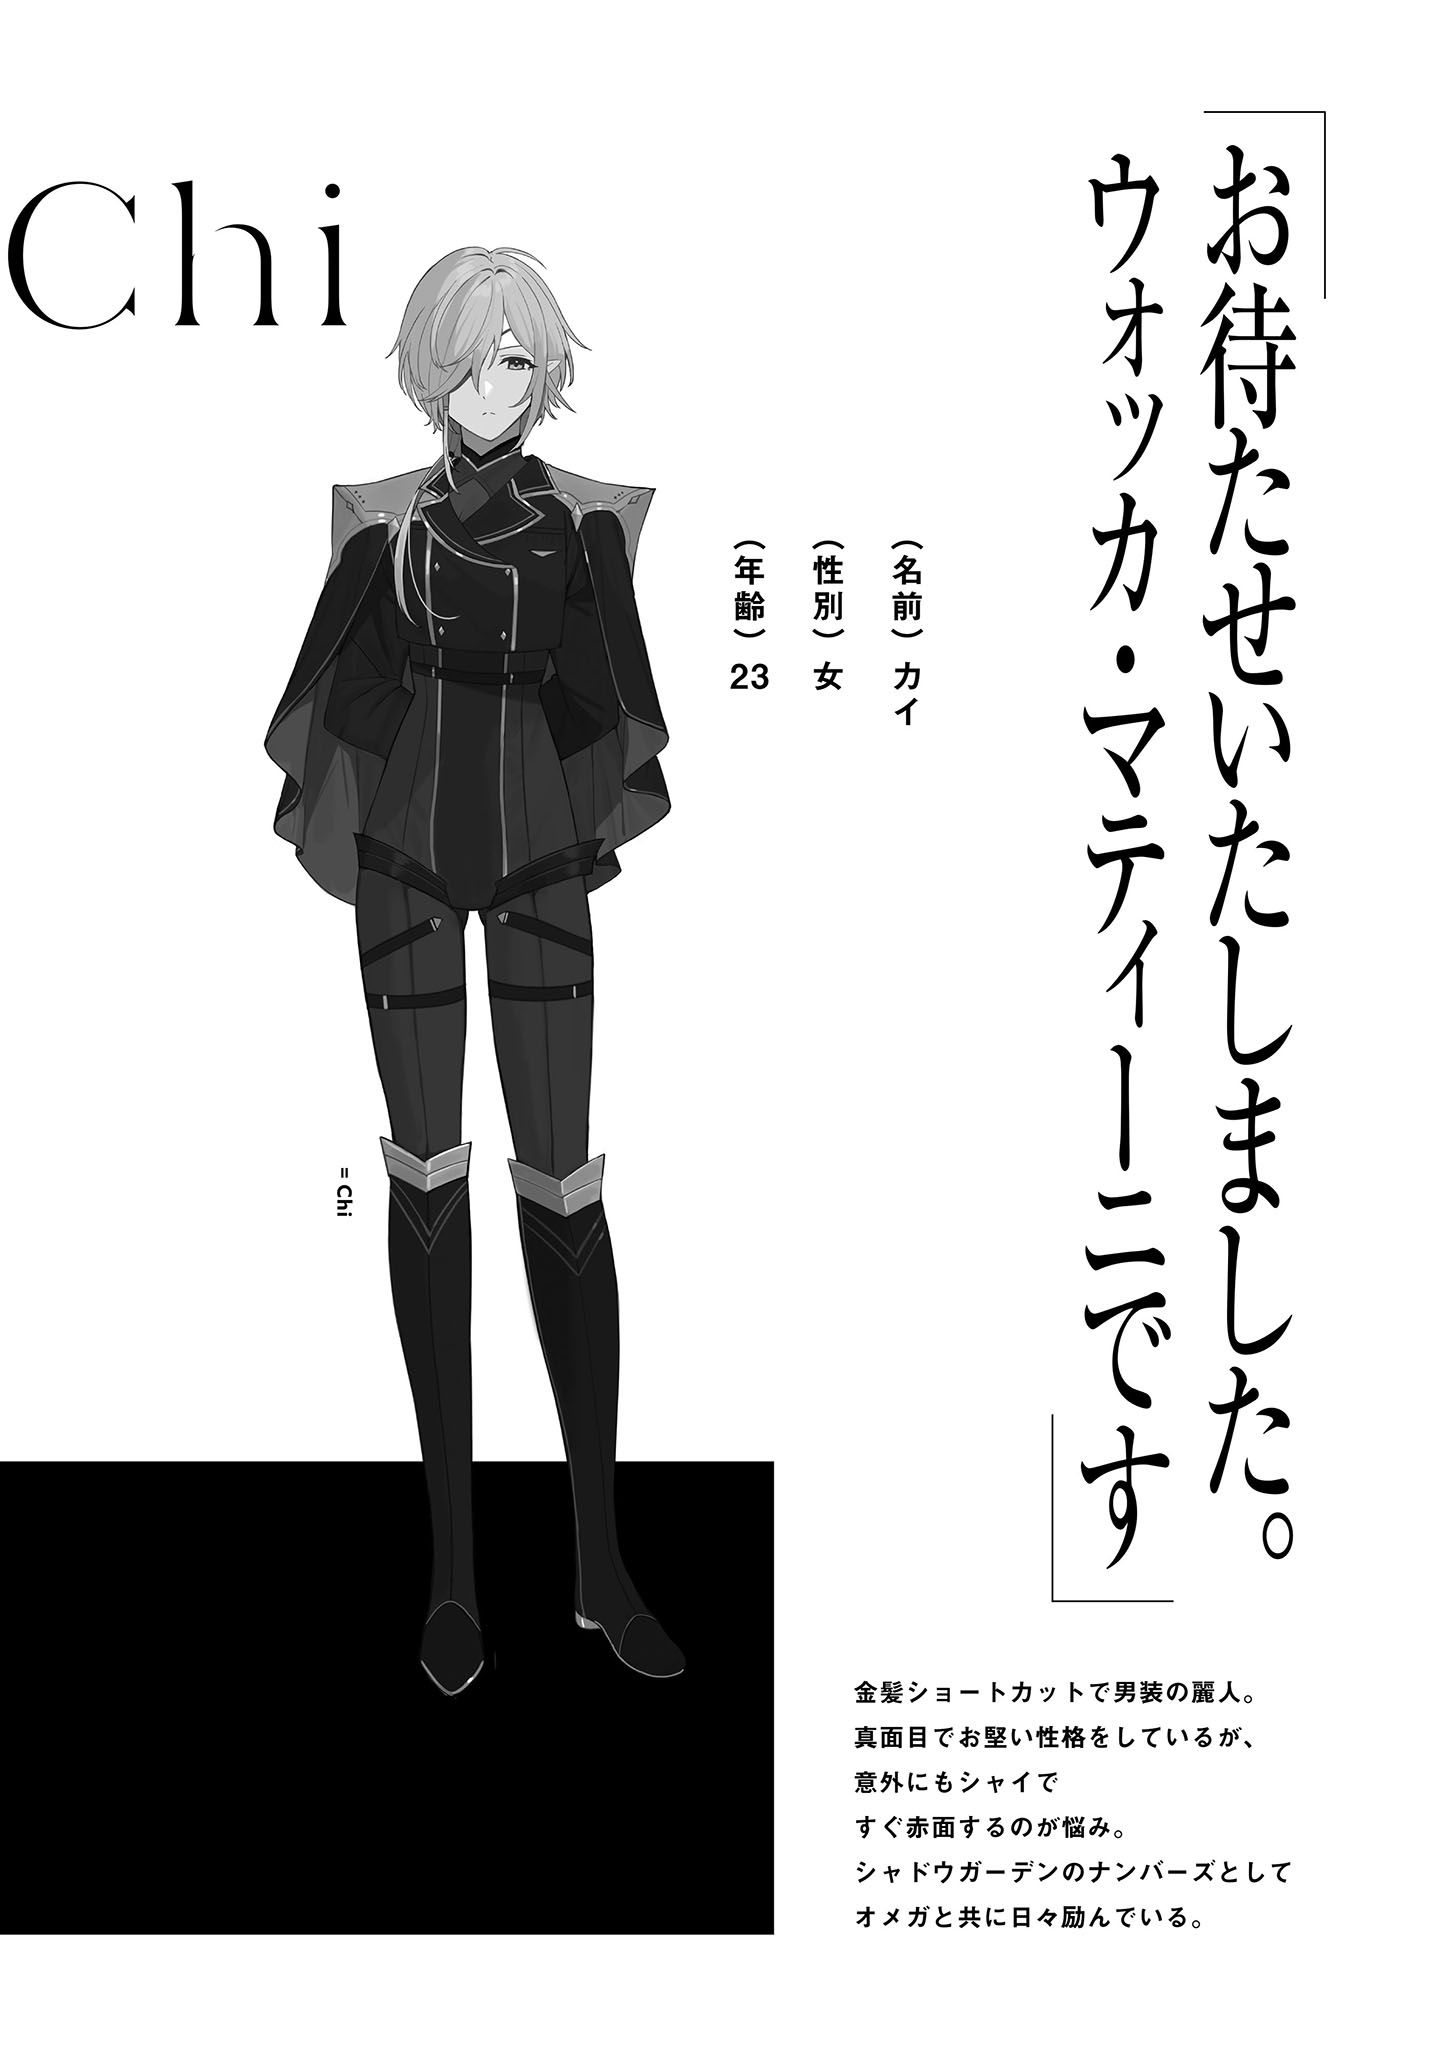 「お待たせいたしました。
ウォッカ・マティーニです」
(名前) カイ
(性別) 女
(年齢) 23
Chi
= Chi
金髪ショートカットで男装の麗人。
真面目でお堅い性格をしているが、
意外にもシャイで
すぐ赤面するのが悩み。
シャドウガーデンのナンバーズとして
オメガと共に日々励んでいる。